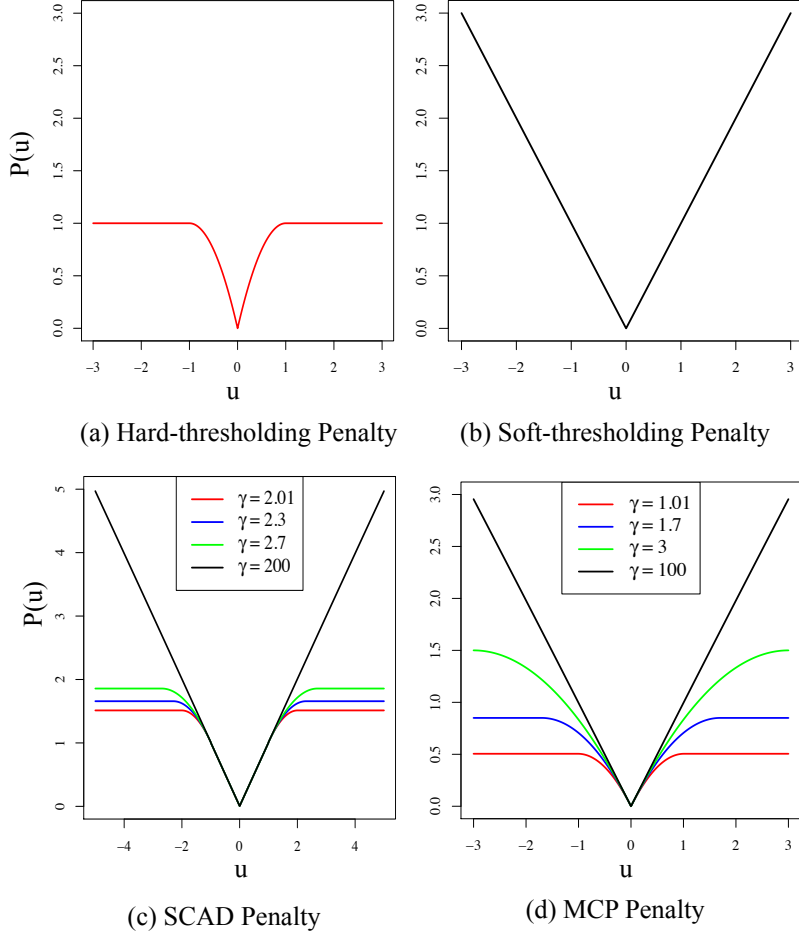 P(u)
3.0
2.5
2.0
1.5
1.0
0.5
0.0
−3 −2 −1 0 1 2 3
u
(a) Hard-thresholding Penalty
3.0
2.5
2.0
1.5
1.0
0.5
0.0
−3 −2 −1 0 1 2 3
u
(b) Soft-thresholding Penalty
P(u)
5
4
3
2
1
0
γ = 2.01
γ = 2.3
γ = 2.7
γ = 200
−4 −2 0 2 4
u
(c) SCAD Penalty
3.0
2.5
2.0
1.5
1.0
0.5
0.0
γ = 1.01
γ = 1.7
γ = 3
γ = 100
−3 −2 −1 0 1 2 3
u
(d) MCP Penalty